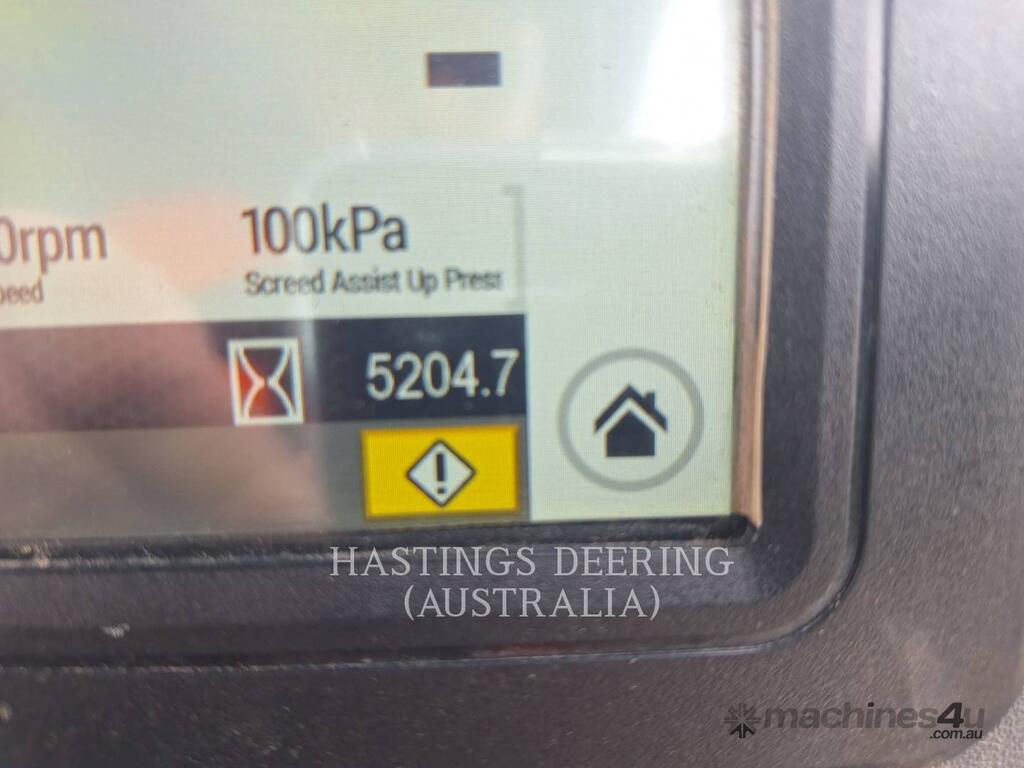 0rpm
100kPa
peed
Screed Assist Up Press
5204.7
!
HASTINGS DEERING
(AUSTRALIA)
machines4u
.com.au